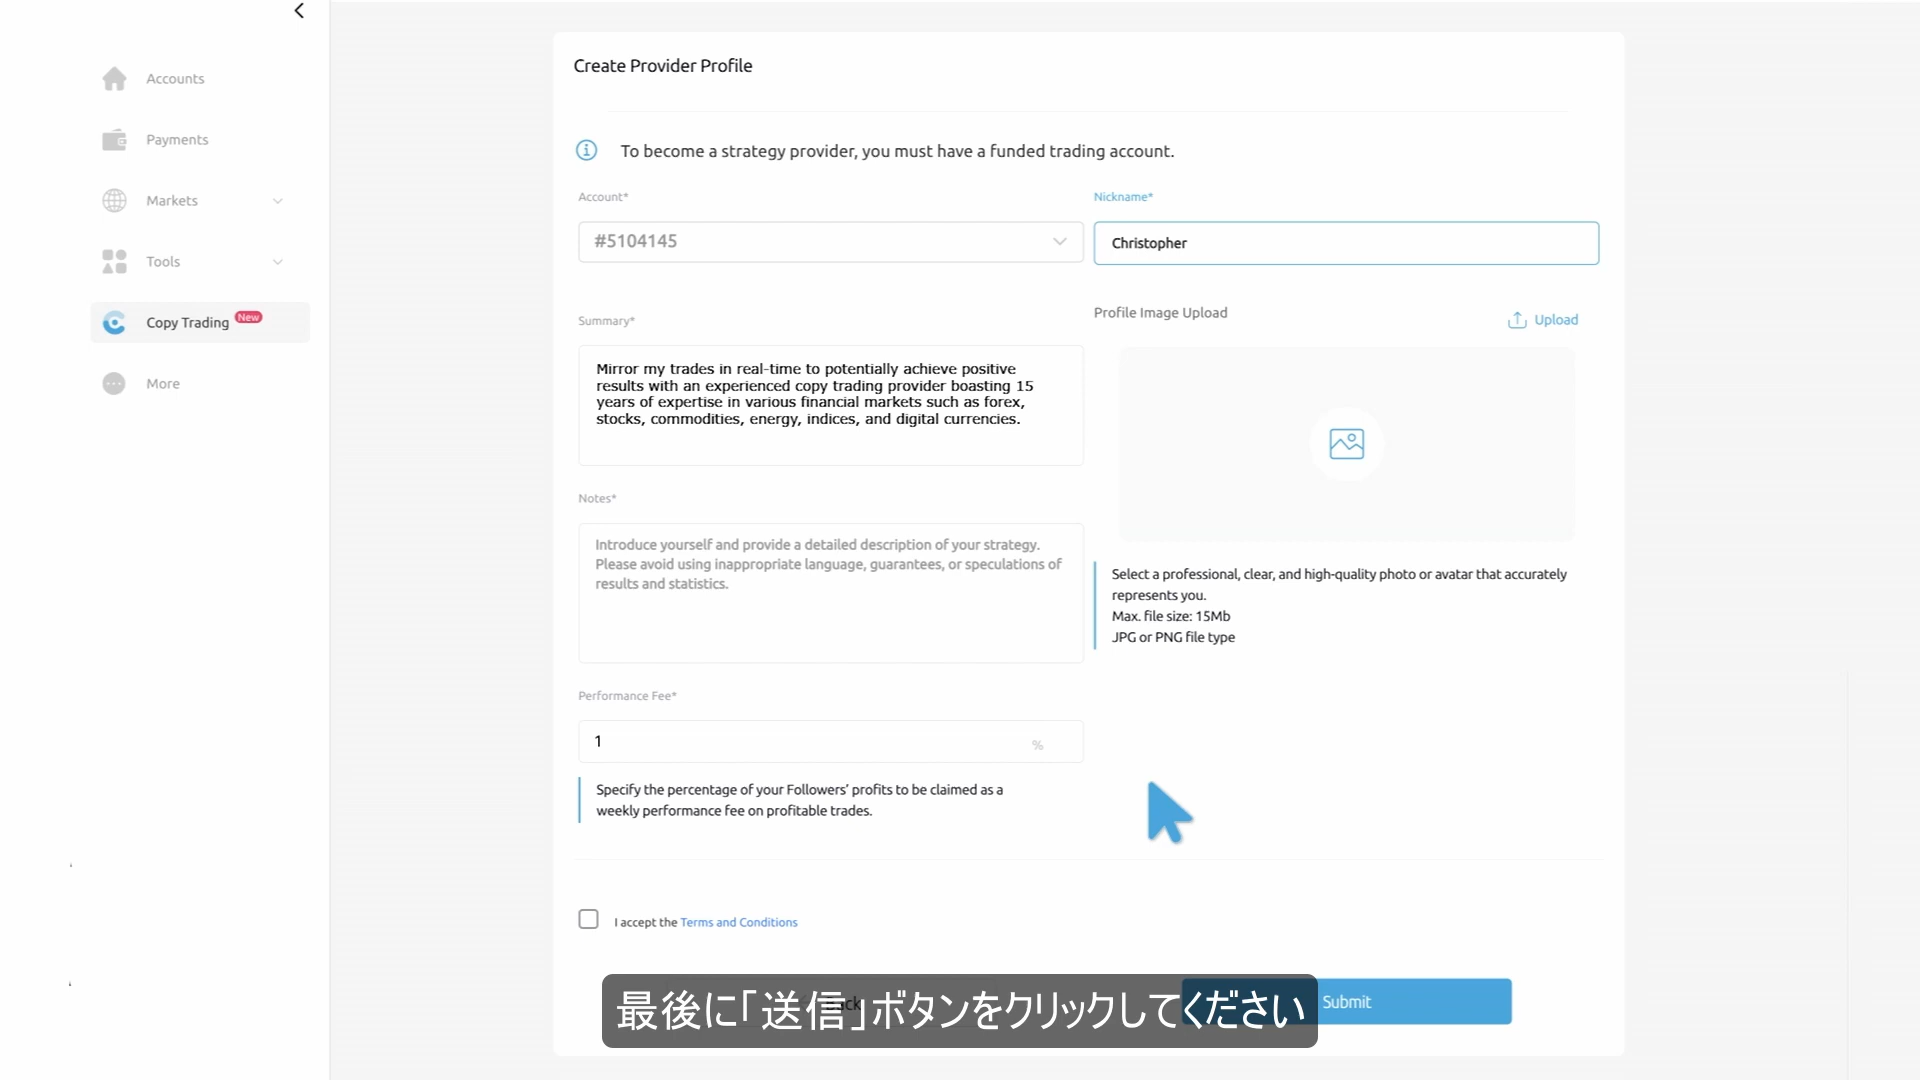 Accounts
Payments
Markets
Tools
Copy Trading New
More
Create Provider Profile
To become a strategy provider, you must have a funded trading account.
Account*
#5104145
Nickname*
Christopher
Summary*
Mirror my trades in real-time to potentially achieve positive
results with an experienced copy trading provider boasting 15
years of expertise in various financial markets such as forex,
stocks, commodities, energy, indices, and digital currencies.
Profile Image Upload
Upload
Notes*
Introduce yourself and provide a detailed description of your strategy.
Please avoid using inappropriate language, guarantees, or speculations of
results and statistics.
Select a professional, clear, and high-quality photo or avatar that accurately
represents you.
Max. file size: 15Mb
JPG or PNG file type
Performance Fee*
1 %
Specify the percentage of your Followers’ profits to be claimed as a
weekly performance fee on profitable trades.
I accept the Terms and Conditions
Submit
最後に「送信」ボタンをクリックしてください